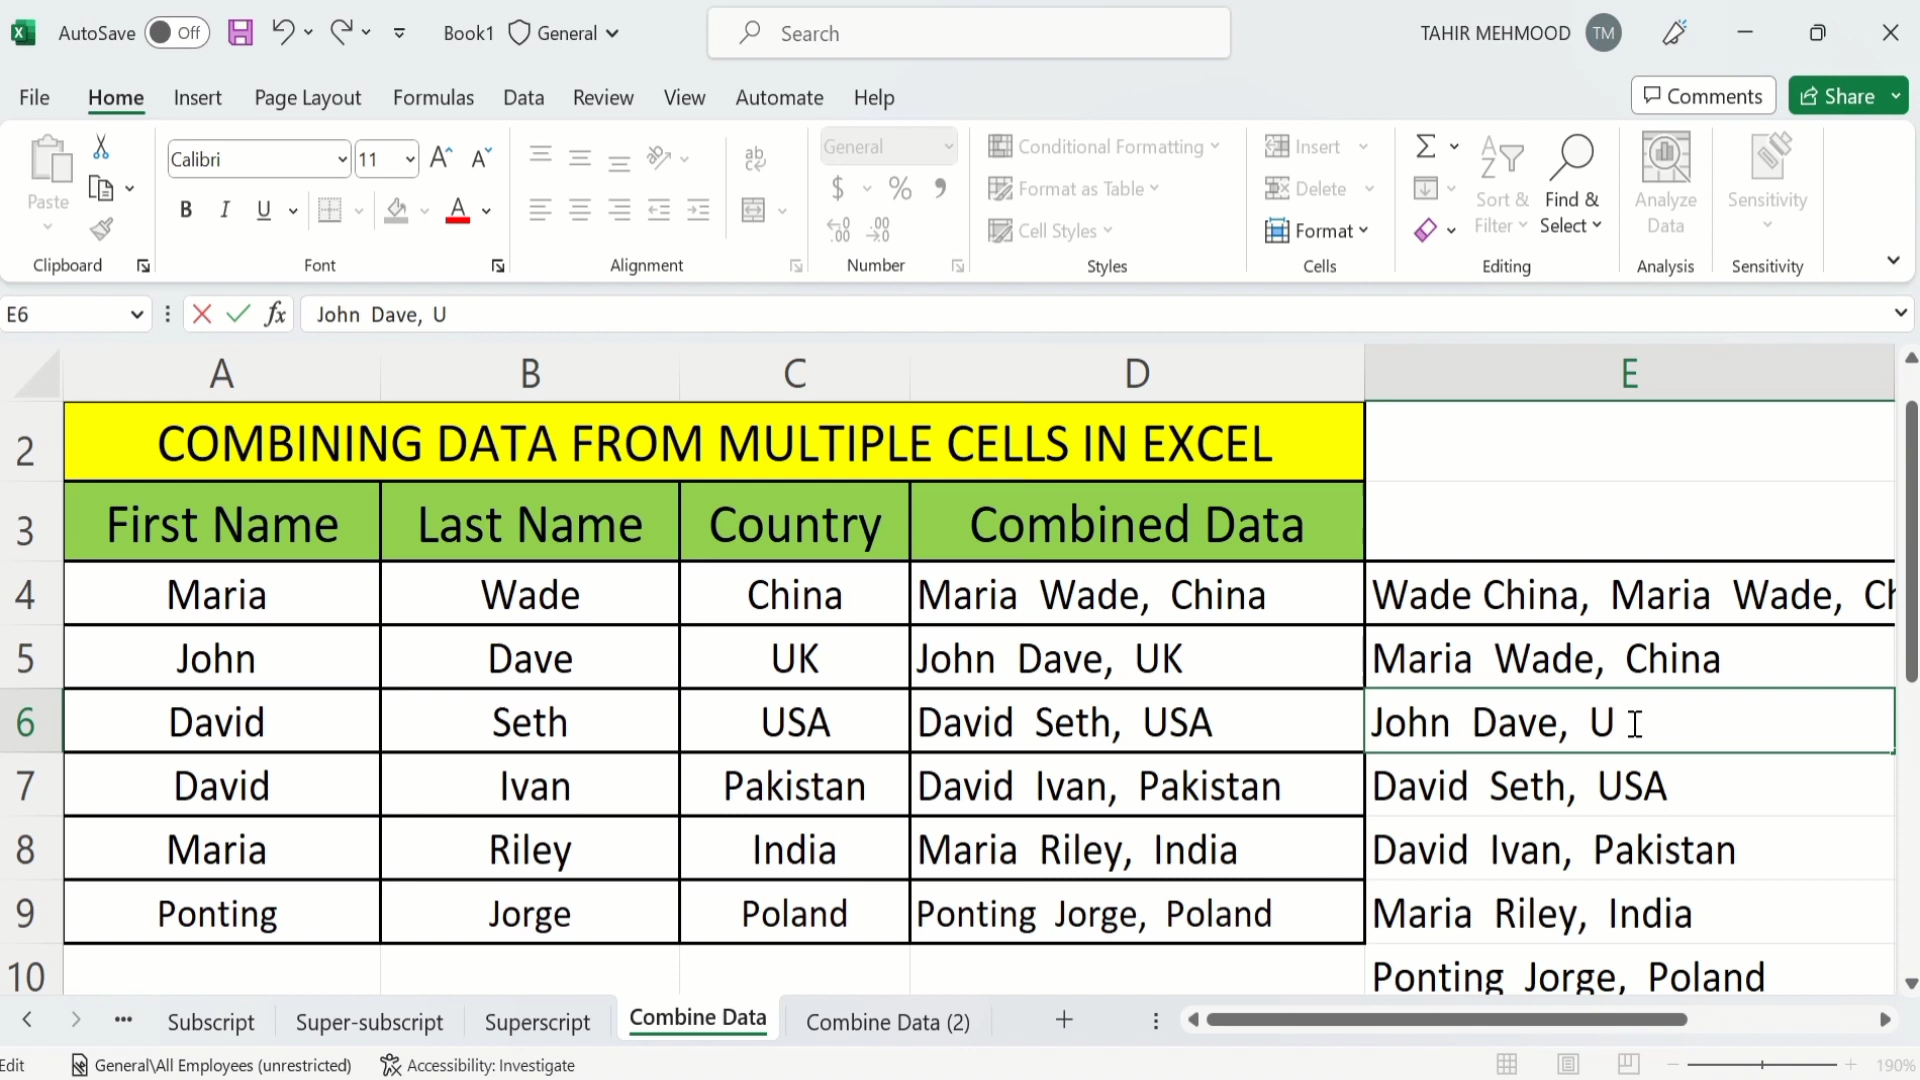 AutoSave Off Book1 General Search TAHIR MEHMOOD TM
File Home Insert Page Layout Formulas Data Review View Automate Help Comments Share
Calibri 11 General Conditional Formatting Insert
Paste Format as Table Delete Sort & Filter Find & Select Analyze Data Sensitivity
B I U A $ % Cell Styles Format
Clipboard Font Alignment Number Styles Cells Editing Analysis Sensitivity
E6 fx John Dave, U
A B C D E
2 COMBINING DATA FROM MULTIPLE CELLS IN EXCEL
3 First Name Last Name Country Combined Data
4 Maria Wade China Maria Wade, China Wade China, Maria Wade, Ch
5 John Dave UK John Dave, UK Maria Wade, China
6 David Seth USA David Seth, USA John Dave, U
7 David Ivan Pakistan David Ivan, Pakistan David Seth, USA
8 Maria Riley India Maria Riley, India David Ivan, Pakistan
9 Ponting Jorge Poland Ponting Jorge, Poland Maria Riley, India
10 Ponting Jorge, Poland
Subscript Super-subscript Superscript Combine Data Combine Data (2)
Edit General\All Employees (unrestricted) Accessibility: Investigate 190%